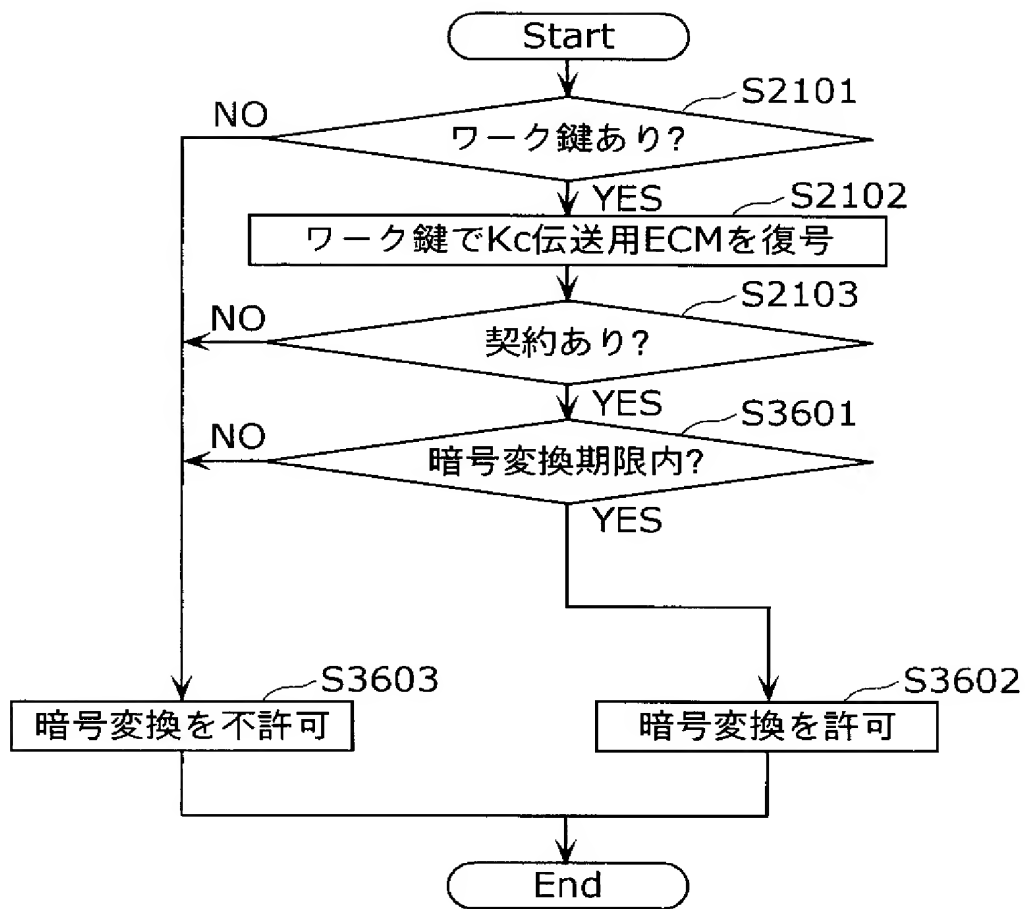 Start
S2101
NO
ワーク鍵あり?
YES
S2102
ワーク鍵でKc伝送用ECMを復号
S2103
NO
契約あり?
YES
S3601
NO
暗号変換期限内?
YES
S3603
S3602
暗号変換を不許可
暗号変換を許可
End